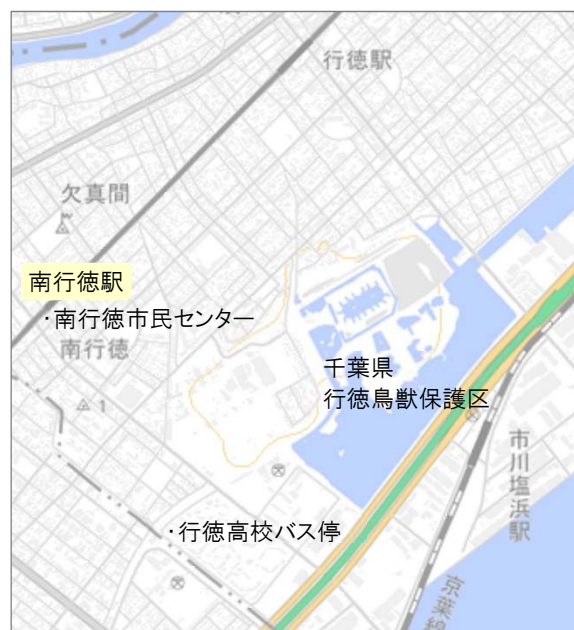 行徳駅
欠真間
南行徳駅
・南行徳市民センター
南行徳
1
千葉県
行徳鳥獣保護区
市川塩浜駅
・行徳高校バス停
京葉線